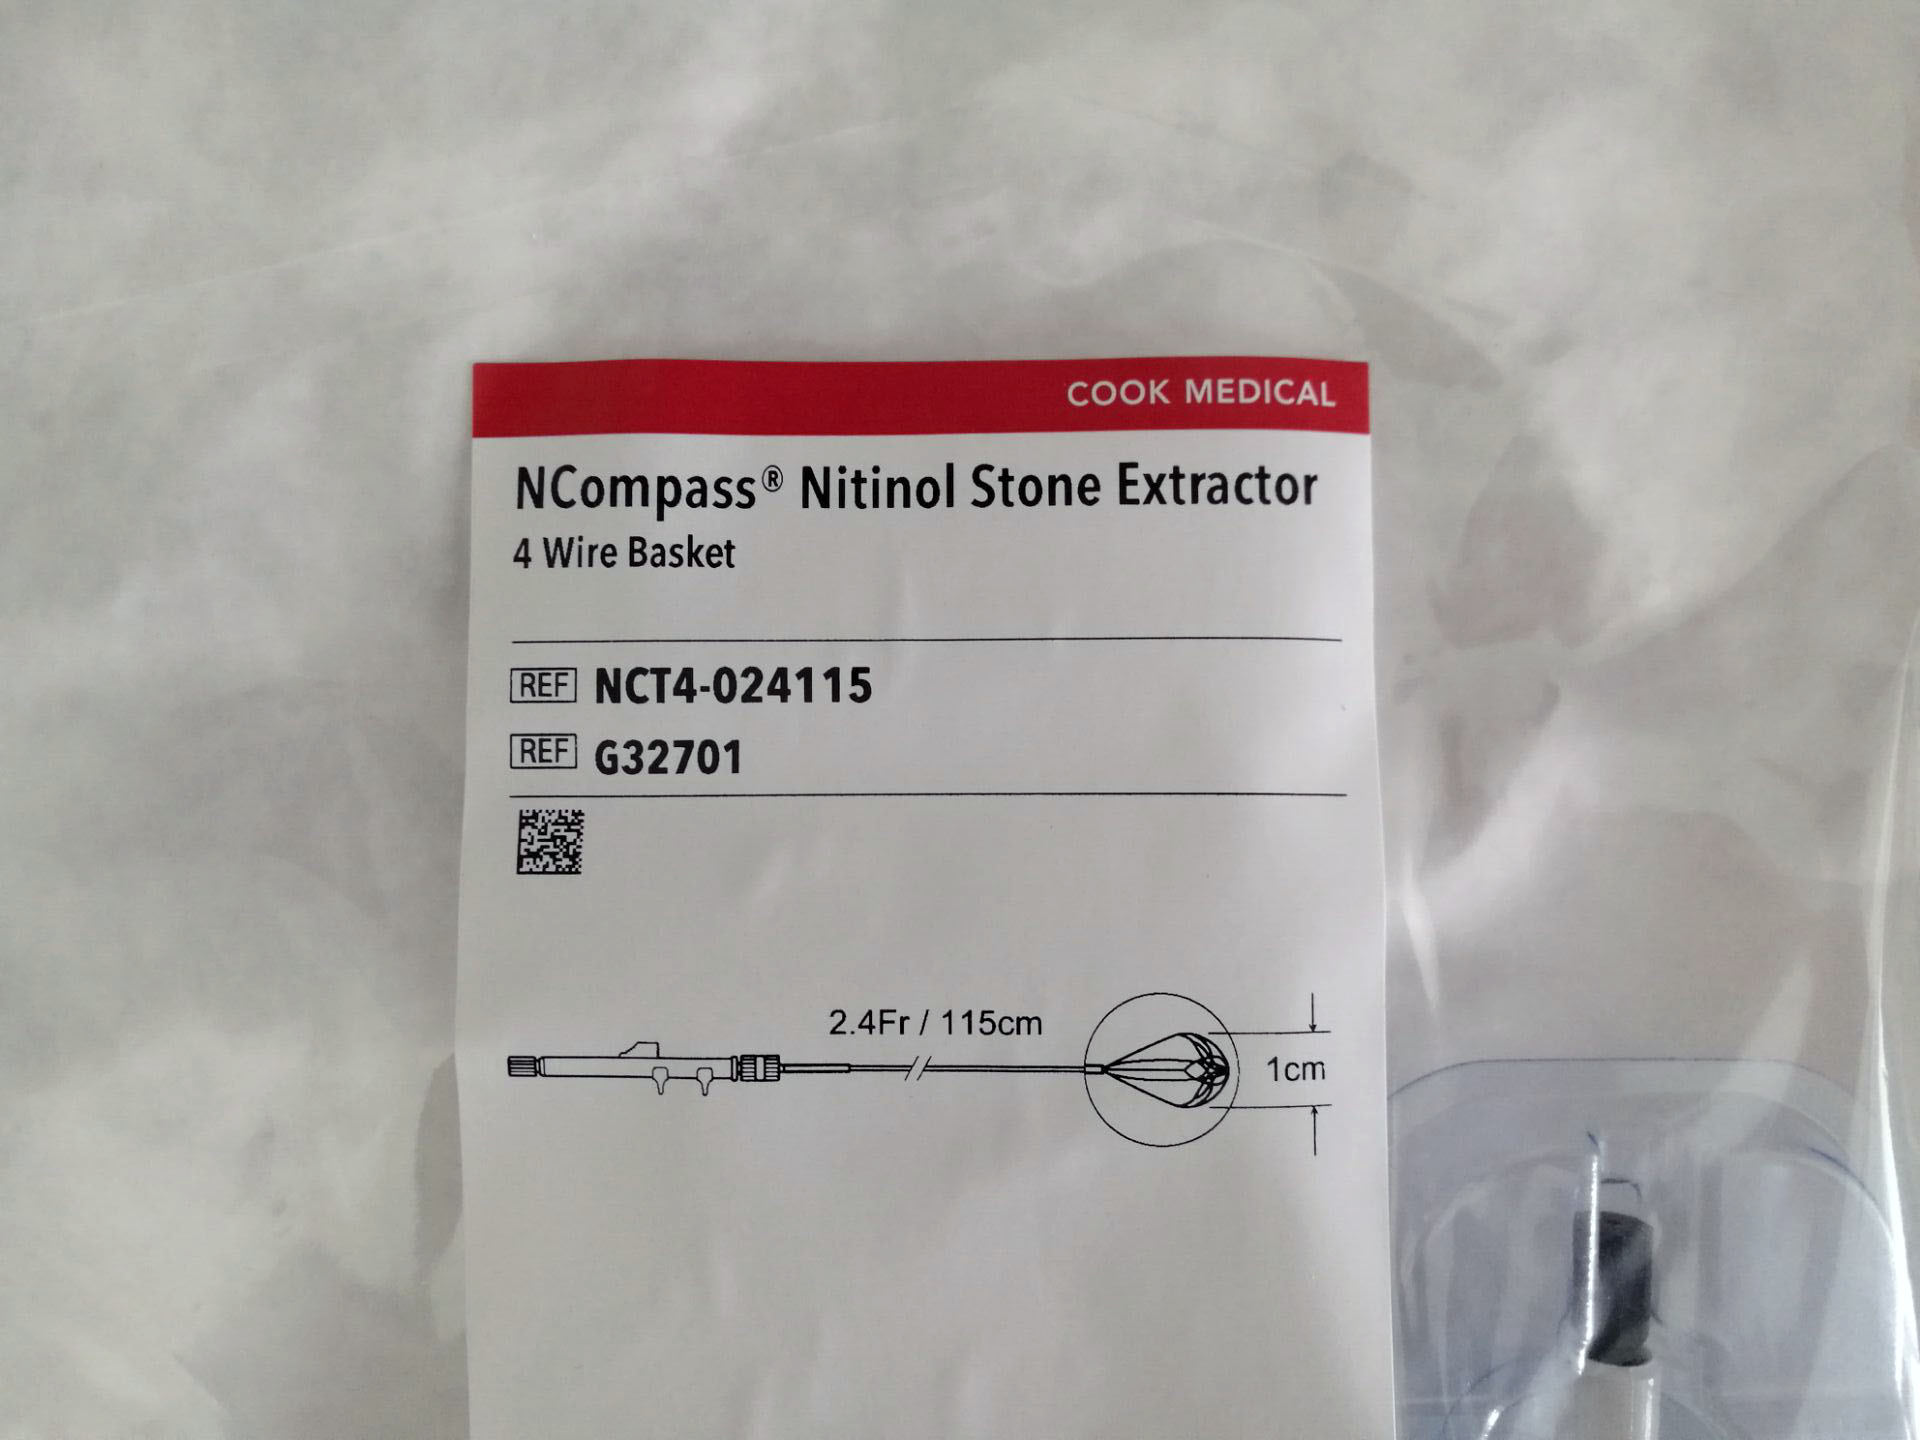 COOK MEDICAL
NCompass® Nitinol Stone Extractor
4 Wire Basket
REF NCT4-024115
REF G32701
2.4Fr / 115cm
1cm